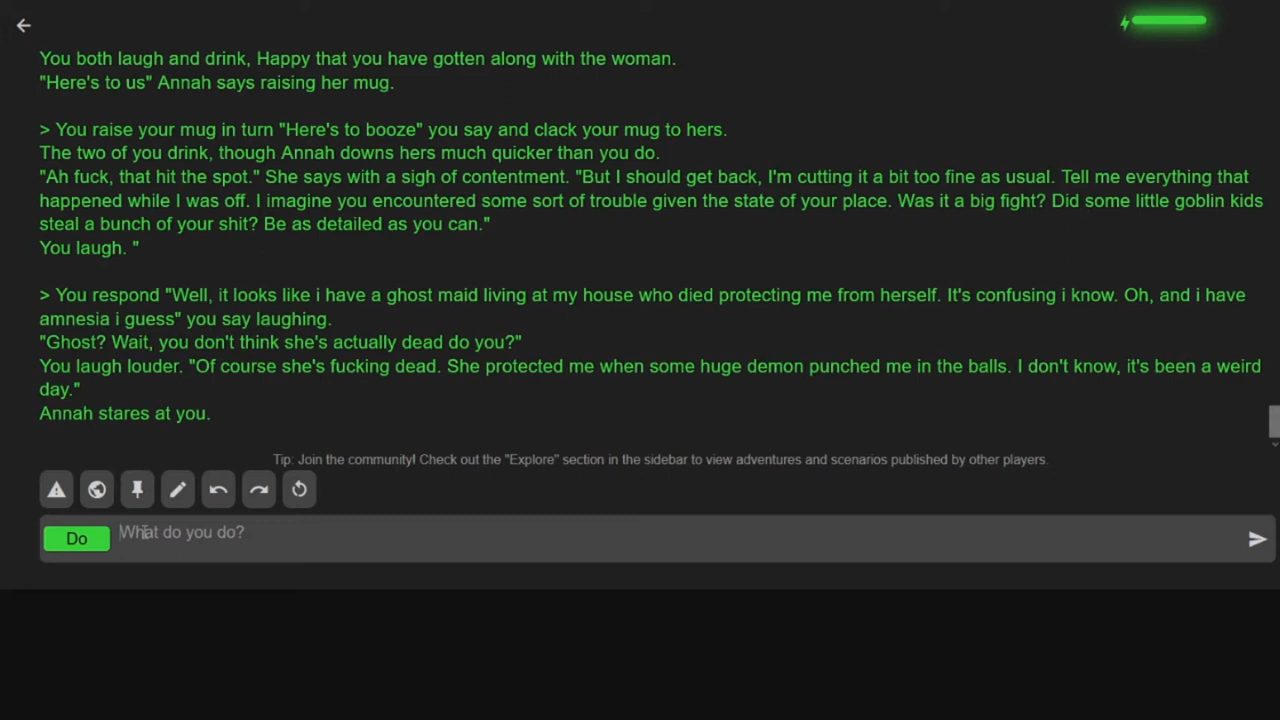 You both laugh and drink, Happy that you have gotten along with the woman.
"Here's to us" Annah says raising her mug.
> You raise your mug in turn "Here's to booze" you say and clack your mug to hers.
The two of you drink, though Annah downs hers much quicker than you do.
"Ah fuck, that hit the spot." She says with a sigh of contentment. "But I should get back, I'm cutting it a bit too fine as usual. Tell me everything that
happened while I was off. I imagine you encountered some sort of trouble given the state of your place. Was it a big fight? Did some little goblin kids
steal a bunch of your shit? Be as detailed as you can."
You laugh. "
> You respond "Well, it looks like i have a ghost maid living at my house who died protecting me from herself. It's confusing i know. Oh, and i have
amnesia i guess" you say laughing.
"Ghost? Wait, you don't think she's actually dead do you?"
You laugh louder. "Of course she's fucking dead. She protected me when some huge demon punched me in the balls. I don't know, it's been a weird
day."
Annah stares at you.
Tip: Join the community! Check out the "Explore" section in the sidebar to view adventures and scenarios published by other players.
Do What do you do?